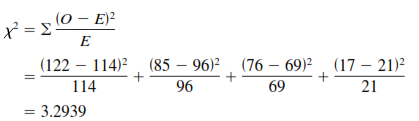 χ² = Σ (O − E)² / E
= (122 − 114)² / 114 + (85 − 96)² / 96 + (76 − 69)² / 69 + (17 − 21)² / 21
= 3.2939